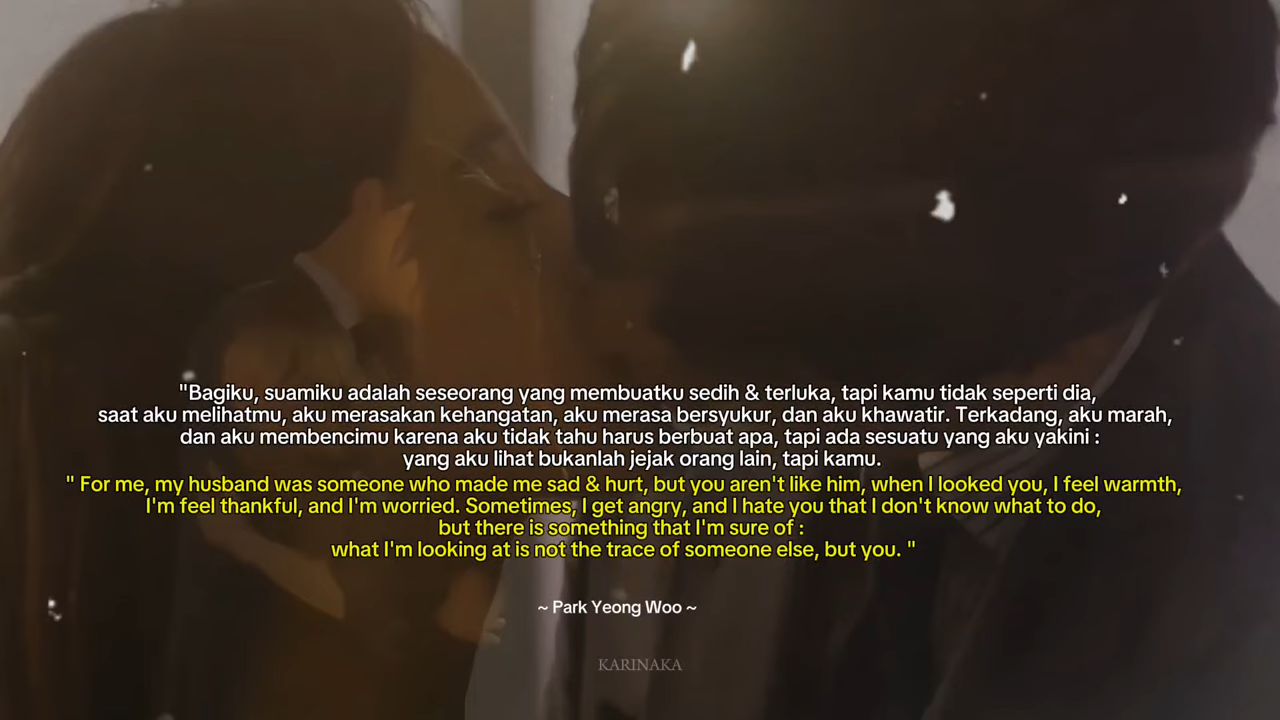 "Bagiku, suamiku adalah seseorang yang membuatku sedih & terluka, tapi kamu tidak seperti dia,
saat aku melihatmu, aku merasakan kehangatan, aku merasa bersyukur, dan aku khawatir. Terkadang, aku marah,
dan aku membencimu karena aku tidak tahu harus berbuat apa, tapi ada sesuatu yang aku yakini :
yang aku lihat bukanlah jejak orang lain, tapi kamu.
" For me, my husband was someone who made me sad & hurt, but you aren't like him, when I looked you, I feel warmth,
I'm feel thankful, and I'm worried. Sometimes, I get angry, and I hate you that I don't know what to do,
but there is something that I'm sure of :
what I'm looking at is not the trace of someone else, but you. "
~ Park Yeong Woo ~
KARINAKA